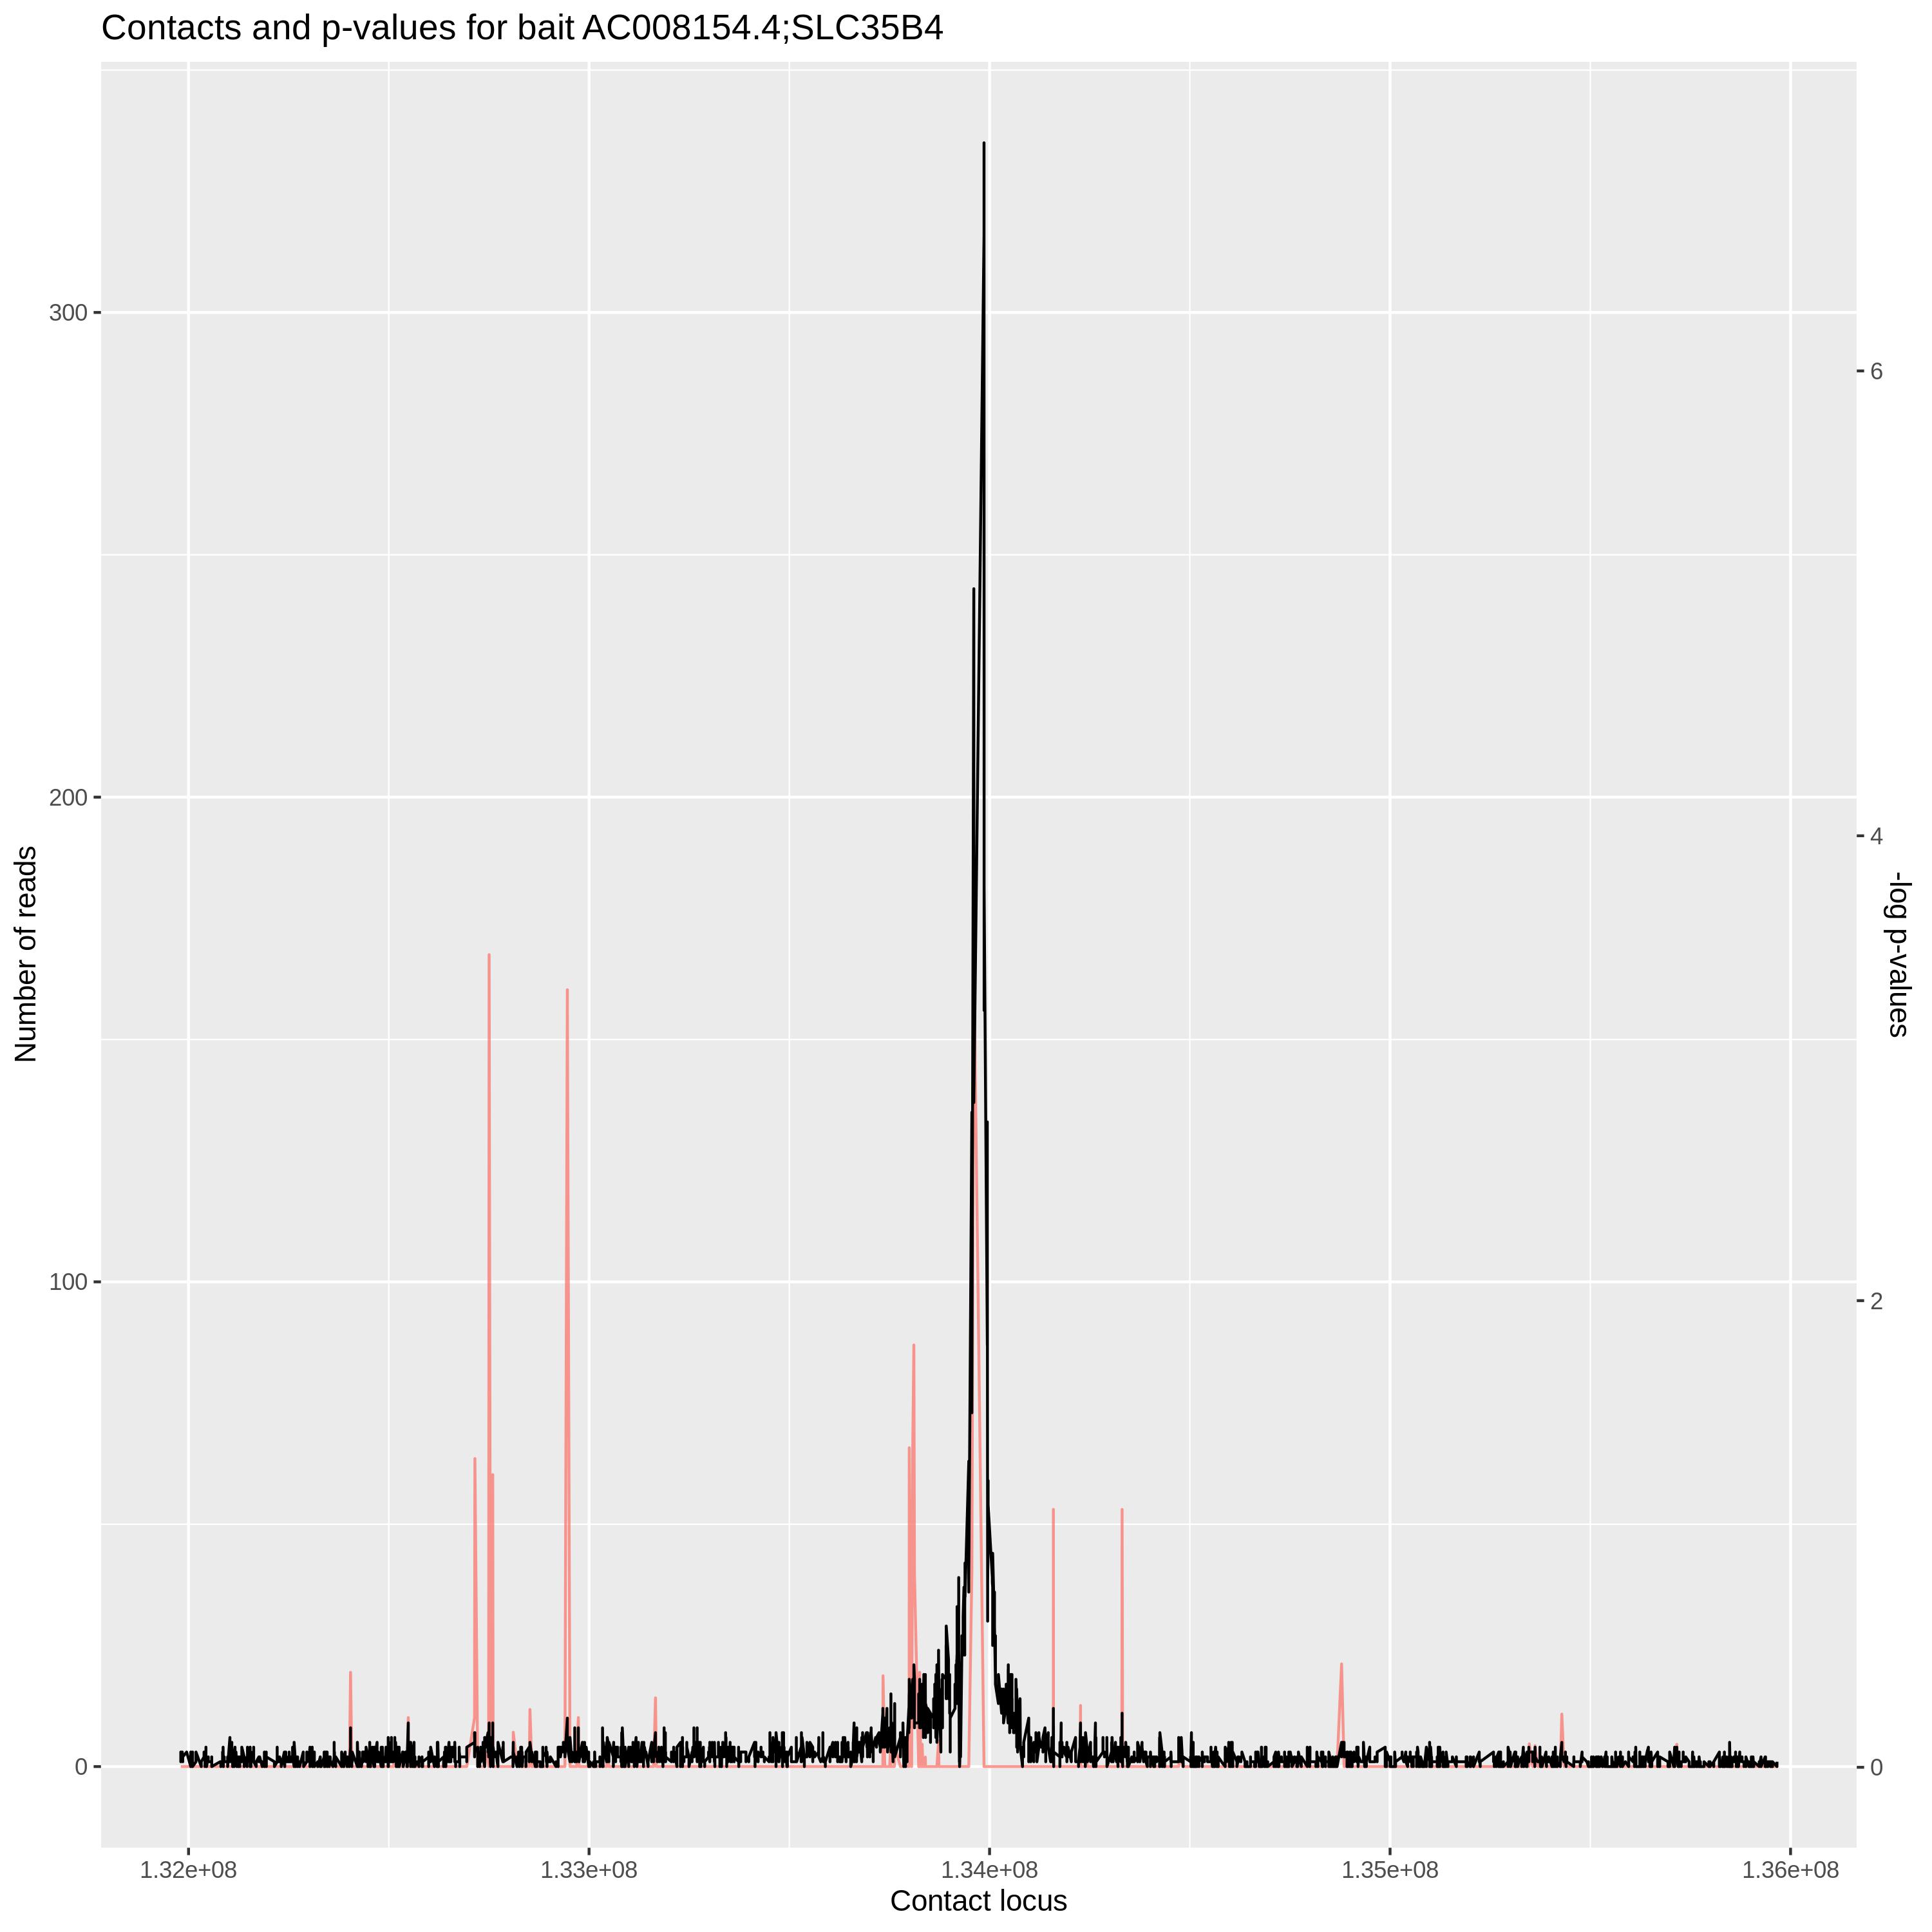 Contacts and p-values for bait AC008154.4;SLC35B4
300
200
100
0
Number of reads
6
4
2
0
-log p-values
1.32e+08
1.33e+08
1.34e+08
1.35e+08
1.36e+08
Contact locus